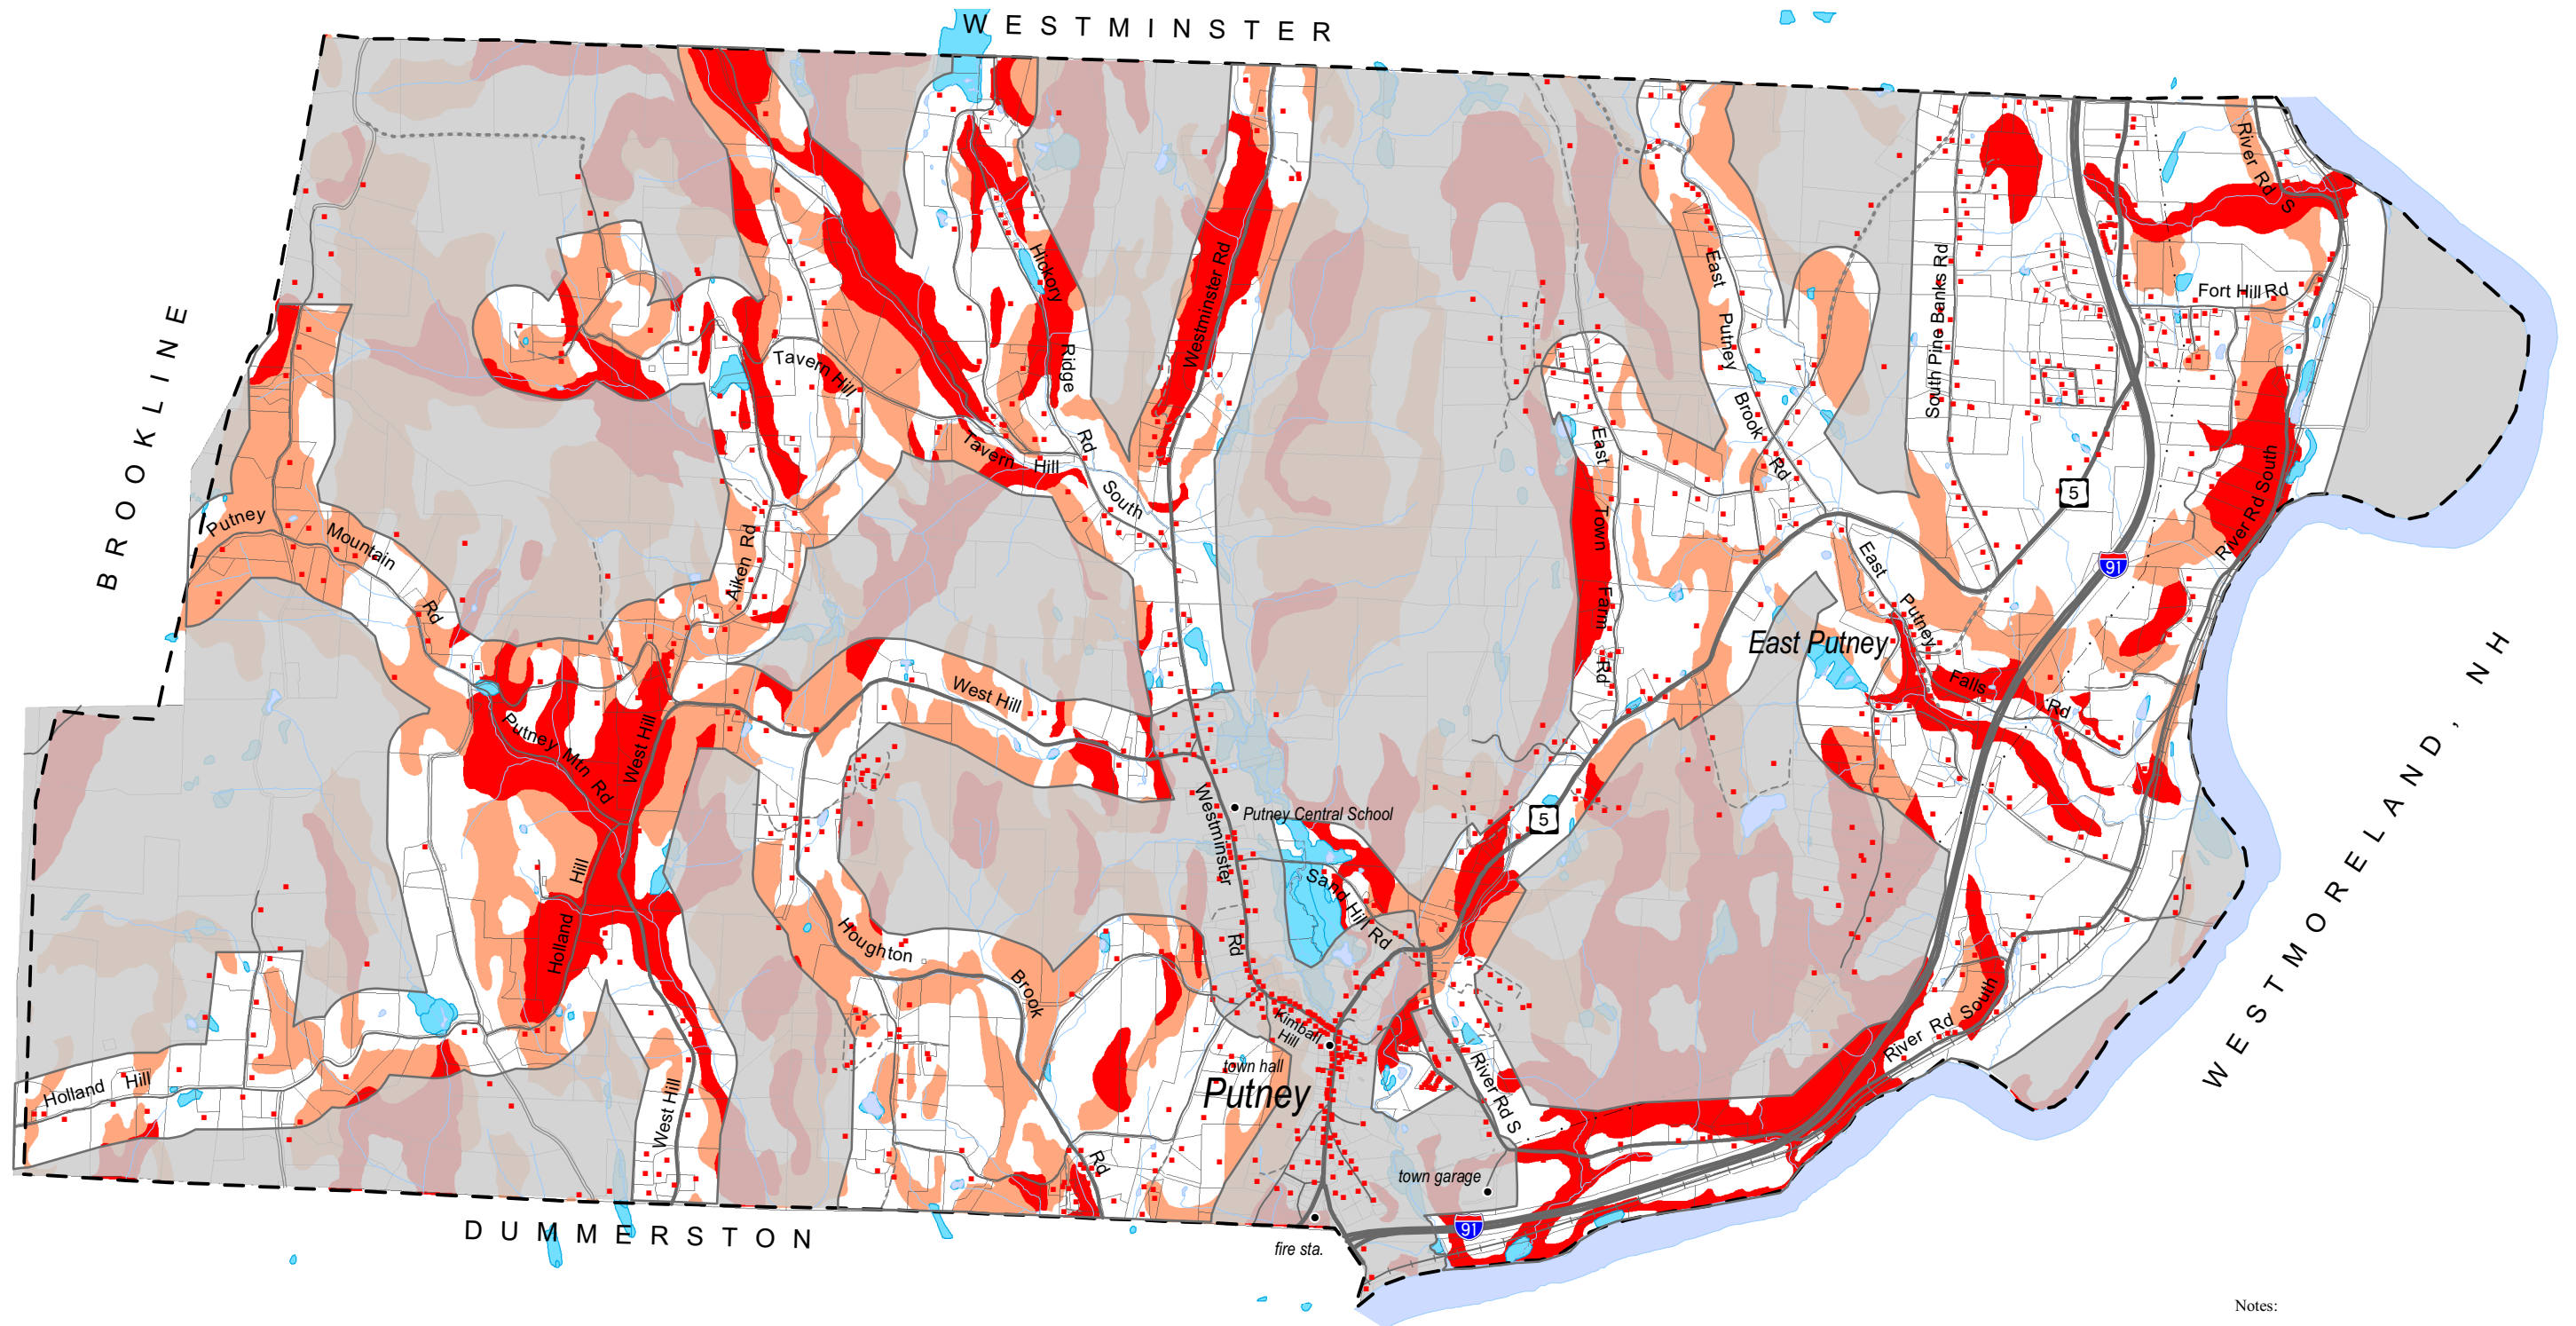 WESTMINSTER
River Rd S
Hickory
Ridge
Rd
Westminster Rd
East
Putney
Brook
Rd
South Pine Banks Rd
Fort Hill Rd
BROOKLINE
Tavern Hill
Tavern Hill
South
East
Town
Farm
Rd
5
River Rd South
91
Putney
Mountain
Rd
Aiken Rd
East
Putney
Falls
Rd
East Putney
WESTMORELAND, NH
West Hill
Putney Mtn Rd
West Hill
Westminster
Rd
Putney Central School
5
Sand Hill Rd
Hill
Holland
Houghton
Brook
Rd
Kimball
Hill
town hall
Putney
River Rd S
River Rd South
Holland Hill
West Hill
town garage
91
fire sta.
DUMMERSTON
Notes: